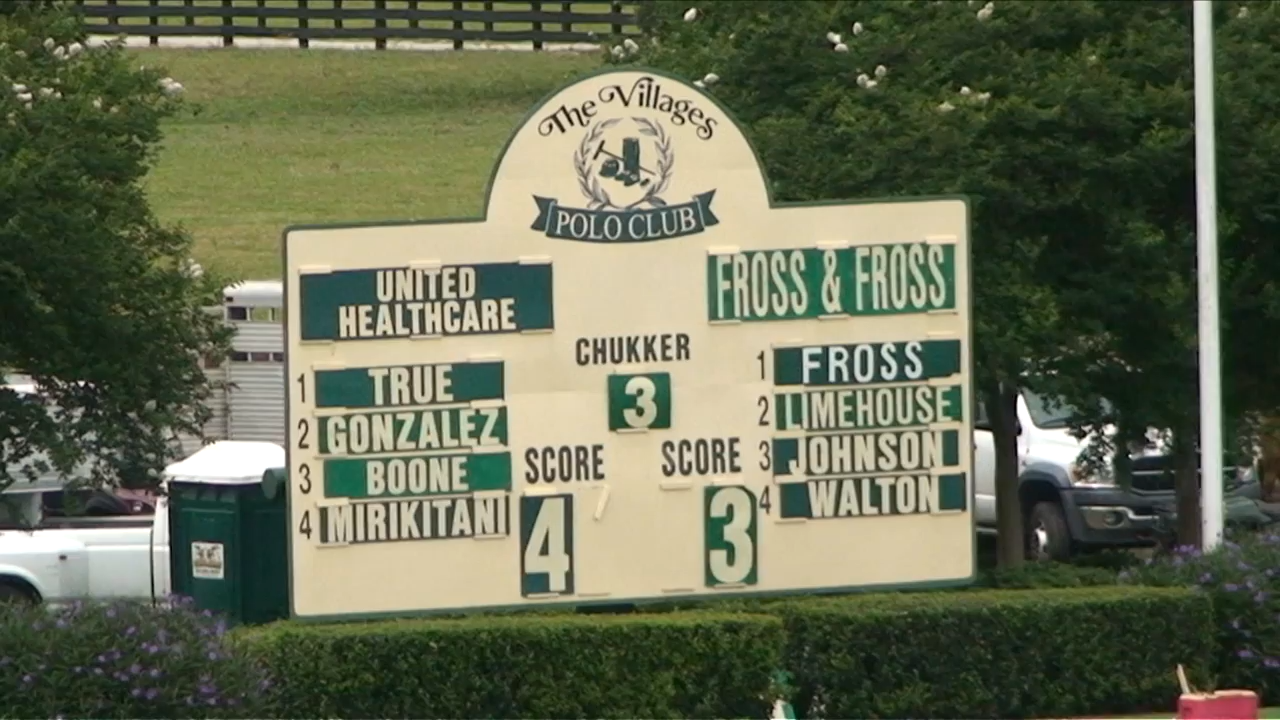 The Villages
POLO CLUB
UNITED
HEALTHCARE
FROSS & FROSS
CHUKKER
3
1 TRUE
2 GONZALEZ
3 BOONE
4 MIRIKITANI
1 FROSS
2 LIMEHOUSE
3 JOHNSON
4 WALTON
SCORE
SCORE
4
3